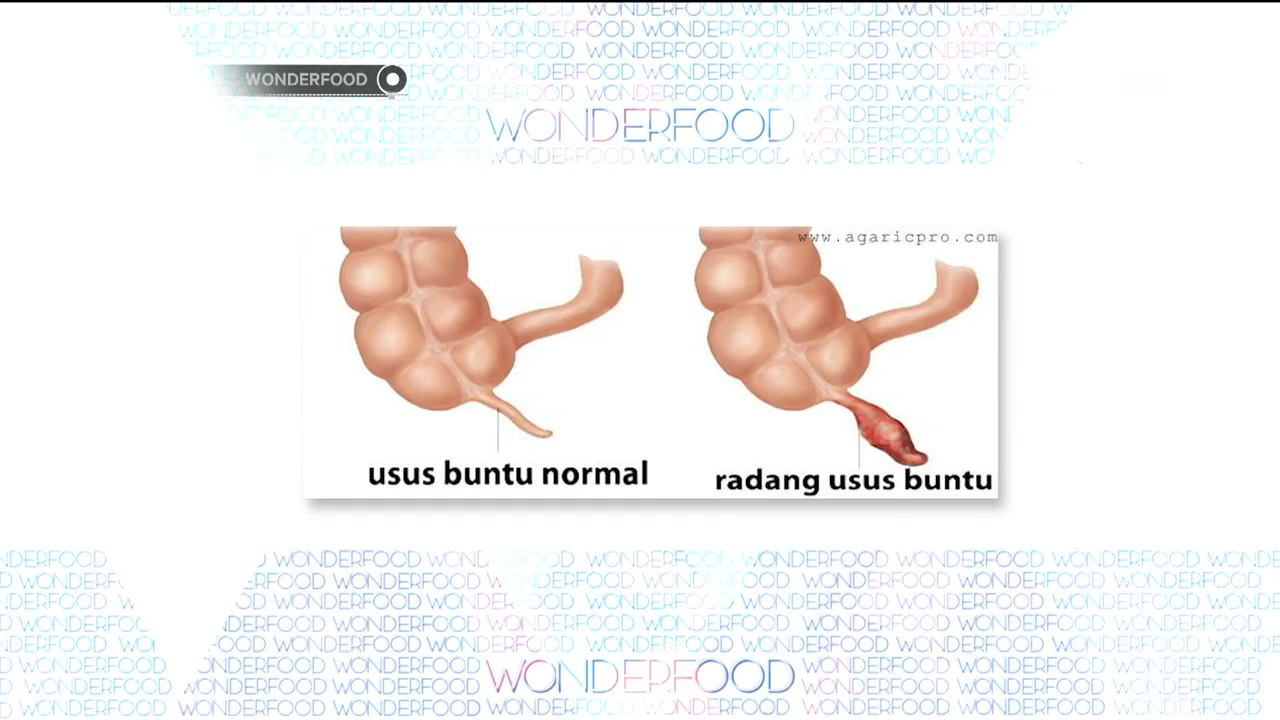 WONDERFOOD
WONDERFOOD
www.agaricpro.com
usus buntu normal
radang usus buntu
WONDERFOOD